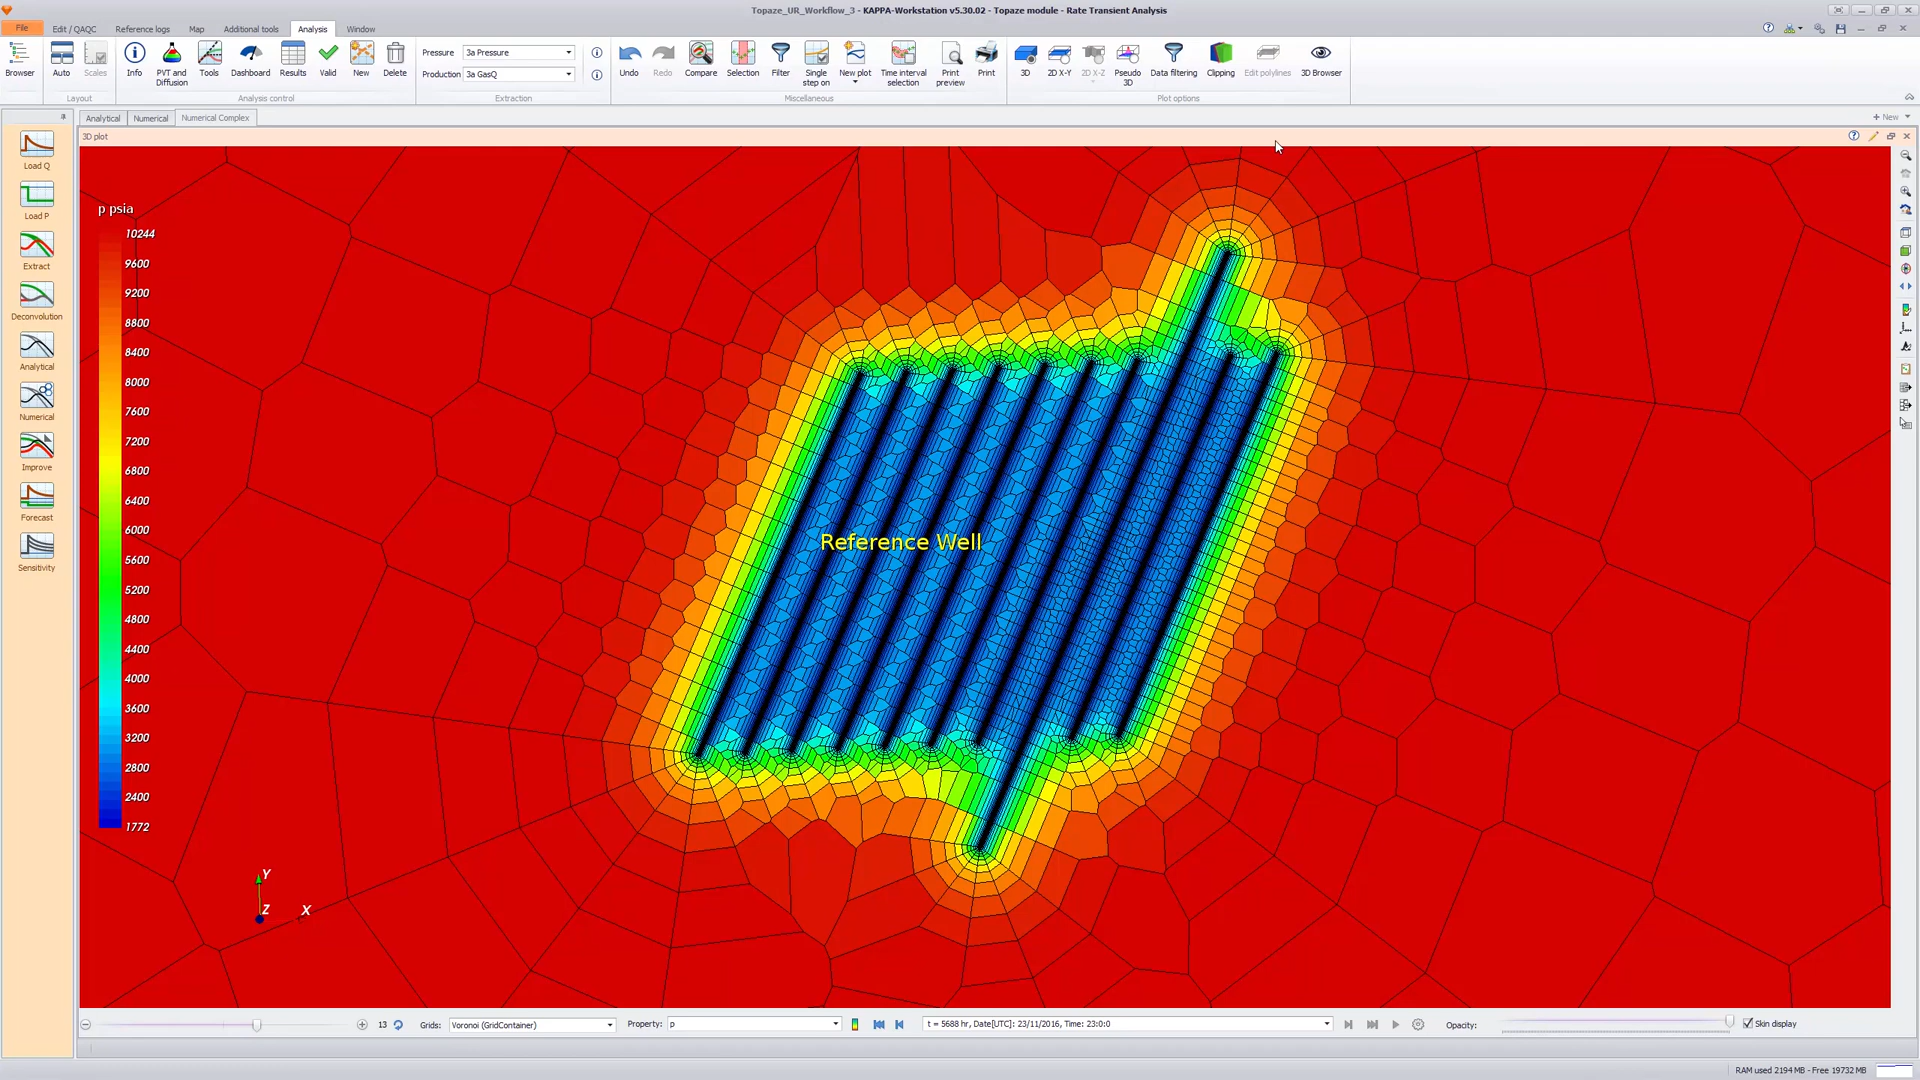 Topaze_UR_Workflow_3 - KAPPA-Workstation v5.30.02 - Topaze module - Rate Transient Analysis
File
Edit / QAQC
Reference logs
Map
Additional tools
Analysis
Window
Browser
Auto
Scales
Info
PVT and Diffusion
Tools
Dashboard
Results
Valid
New
Delete
Pressure
3a Pressure
Production
3a GasQ
Undo
Redo
Compare
Selection
Filter
Single step on
New plot
Time interval selection
Print preview
Print
3D
2D X-Y
2D X-Z
Pseudo 3D
Data filtering
Clipping
Edit polylines
3D Browser
Layout
Analysis control
Extraction
Miscellaneous
Plot options
Analytical
Numerical
Numerical Complex
+ New
3D plot
Load Q
Load P
Extract
Deconvolution
Analytical
Numerical
Improve
Forecast
Sensitivity
p psia
10244
9600
9200
8800
8400
8000
7600
7200
6800
6400
6000
5600
5200
4800
4400
4000
3600
3200
2800
2400
1772
Reference Well
Y
Z
X
13
Grids:
Voronoi (GridContainer)
Property:
p
t = 5688 hr, Date[UTC]: 23/11/2016, Time: 23:0:0
Opacity:
Skin display
RAM used 2194 MB - Free 19732 MB